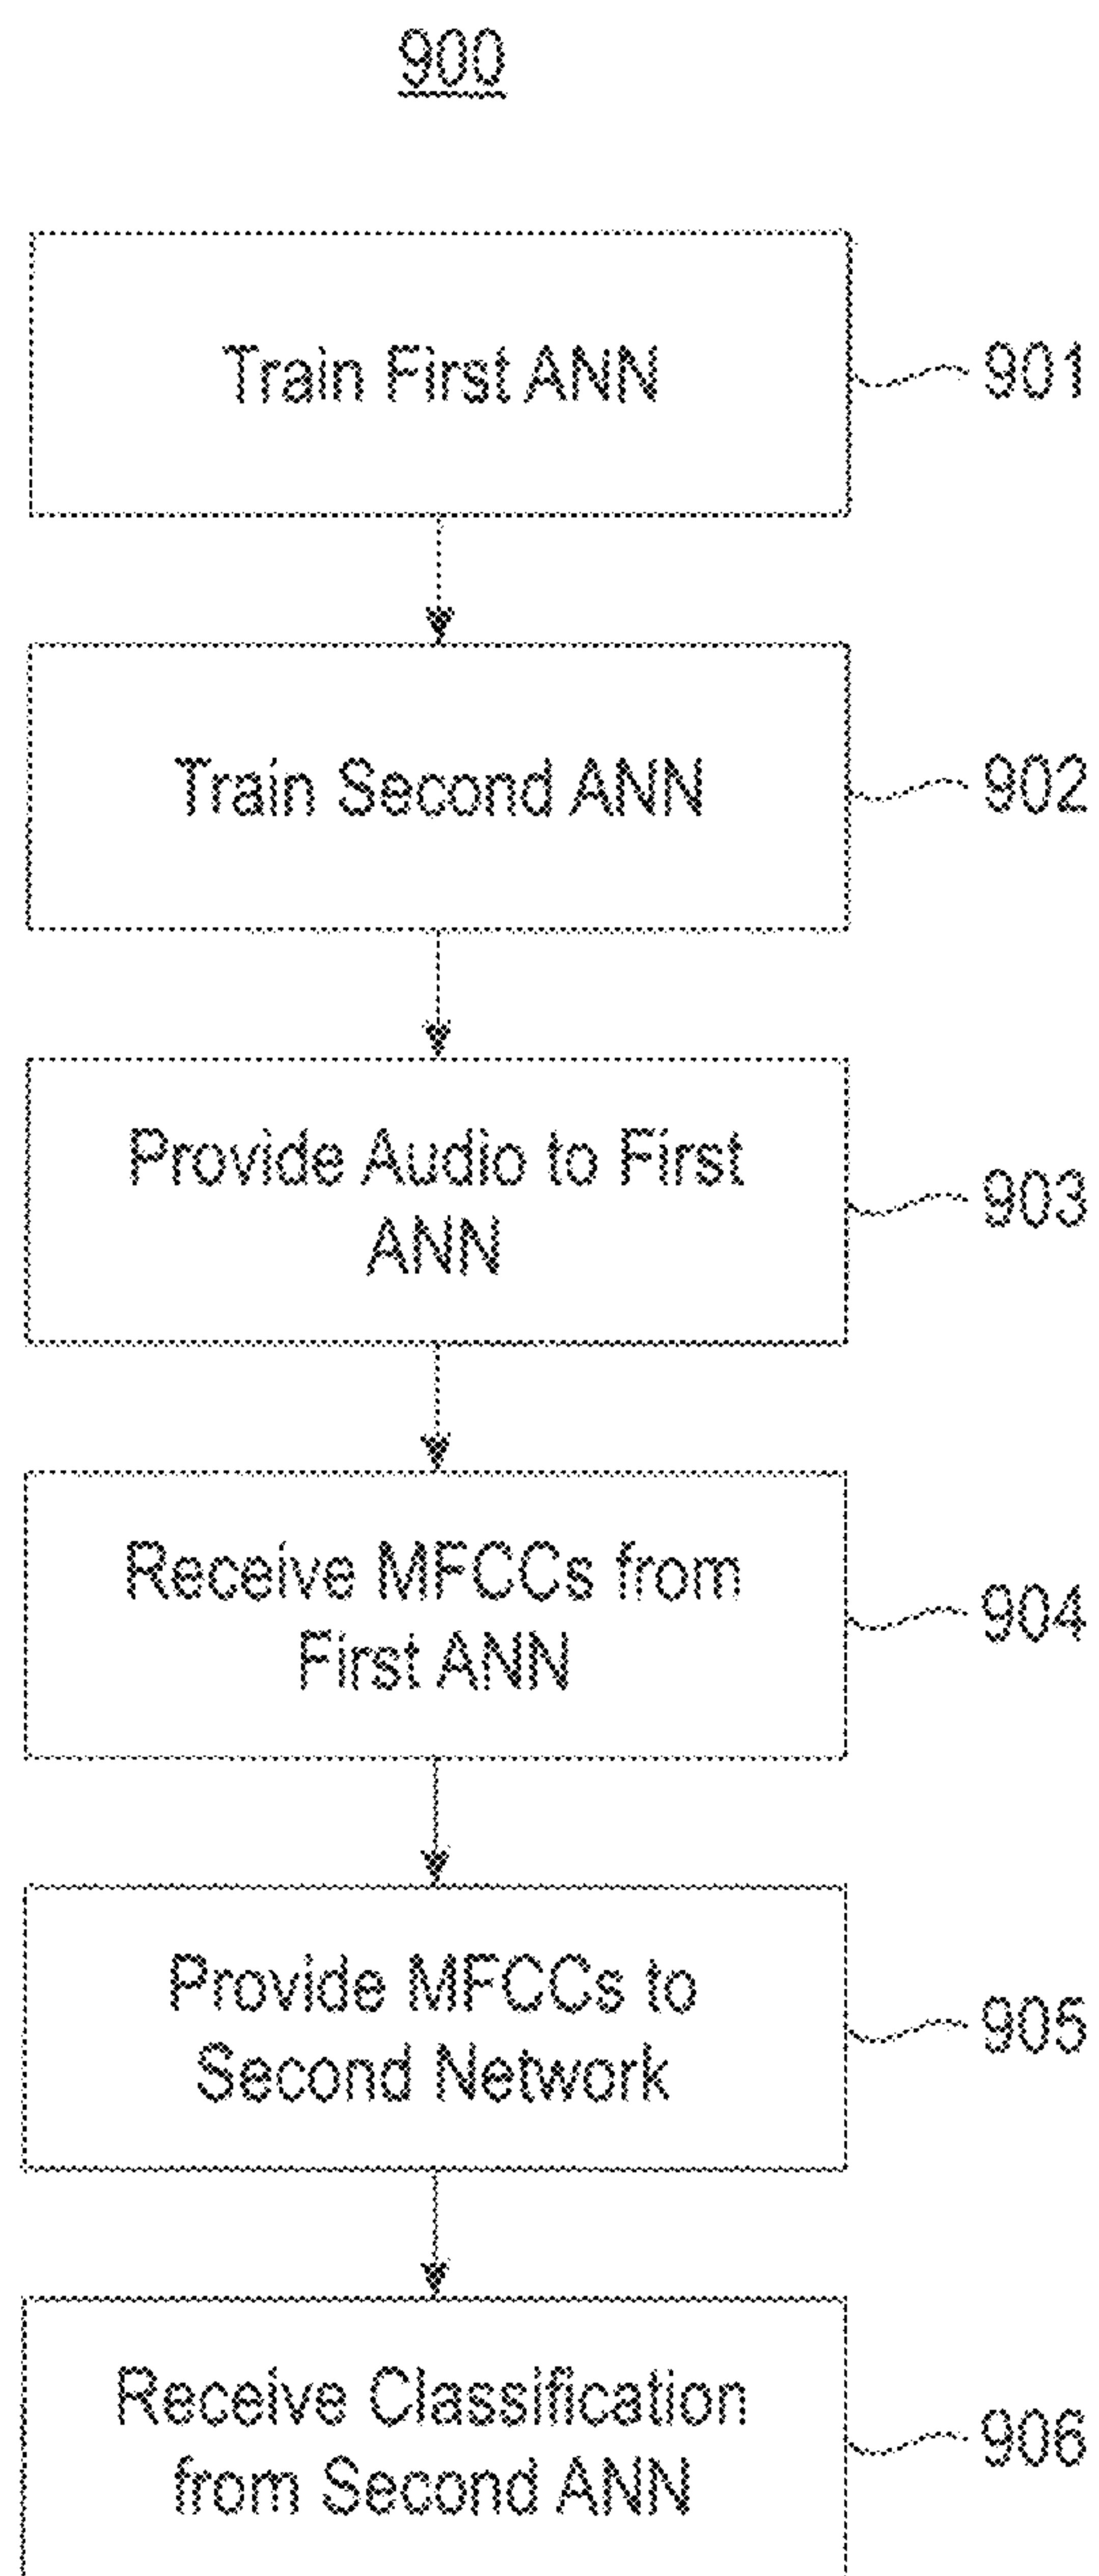 900
Train First ANN
901
Train Second ANN
902
Provide Audio to First
ANN
903
Receive MFCCs from
First ANN
904
Provide MFCCs to
Second Network
905
Receive Classification
from Second ANN
906